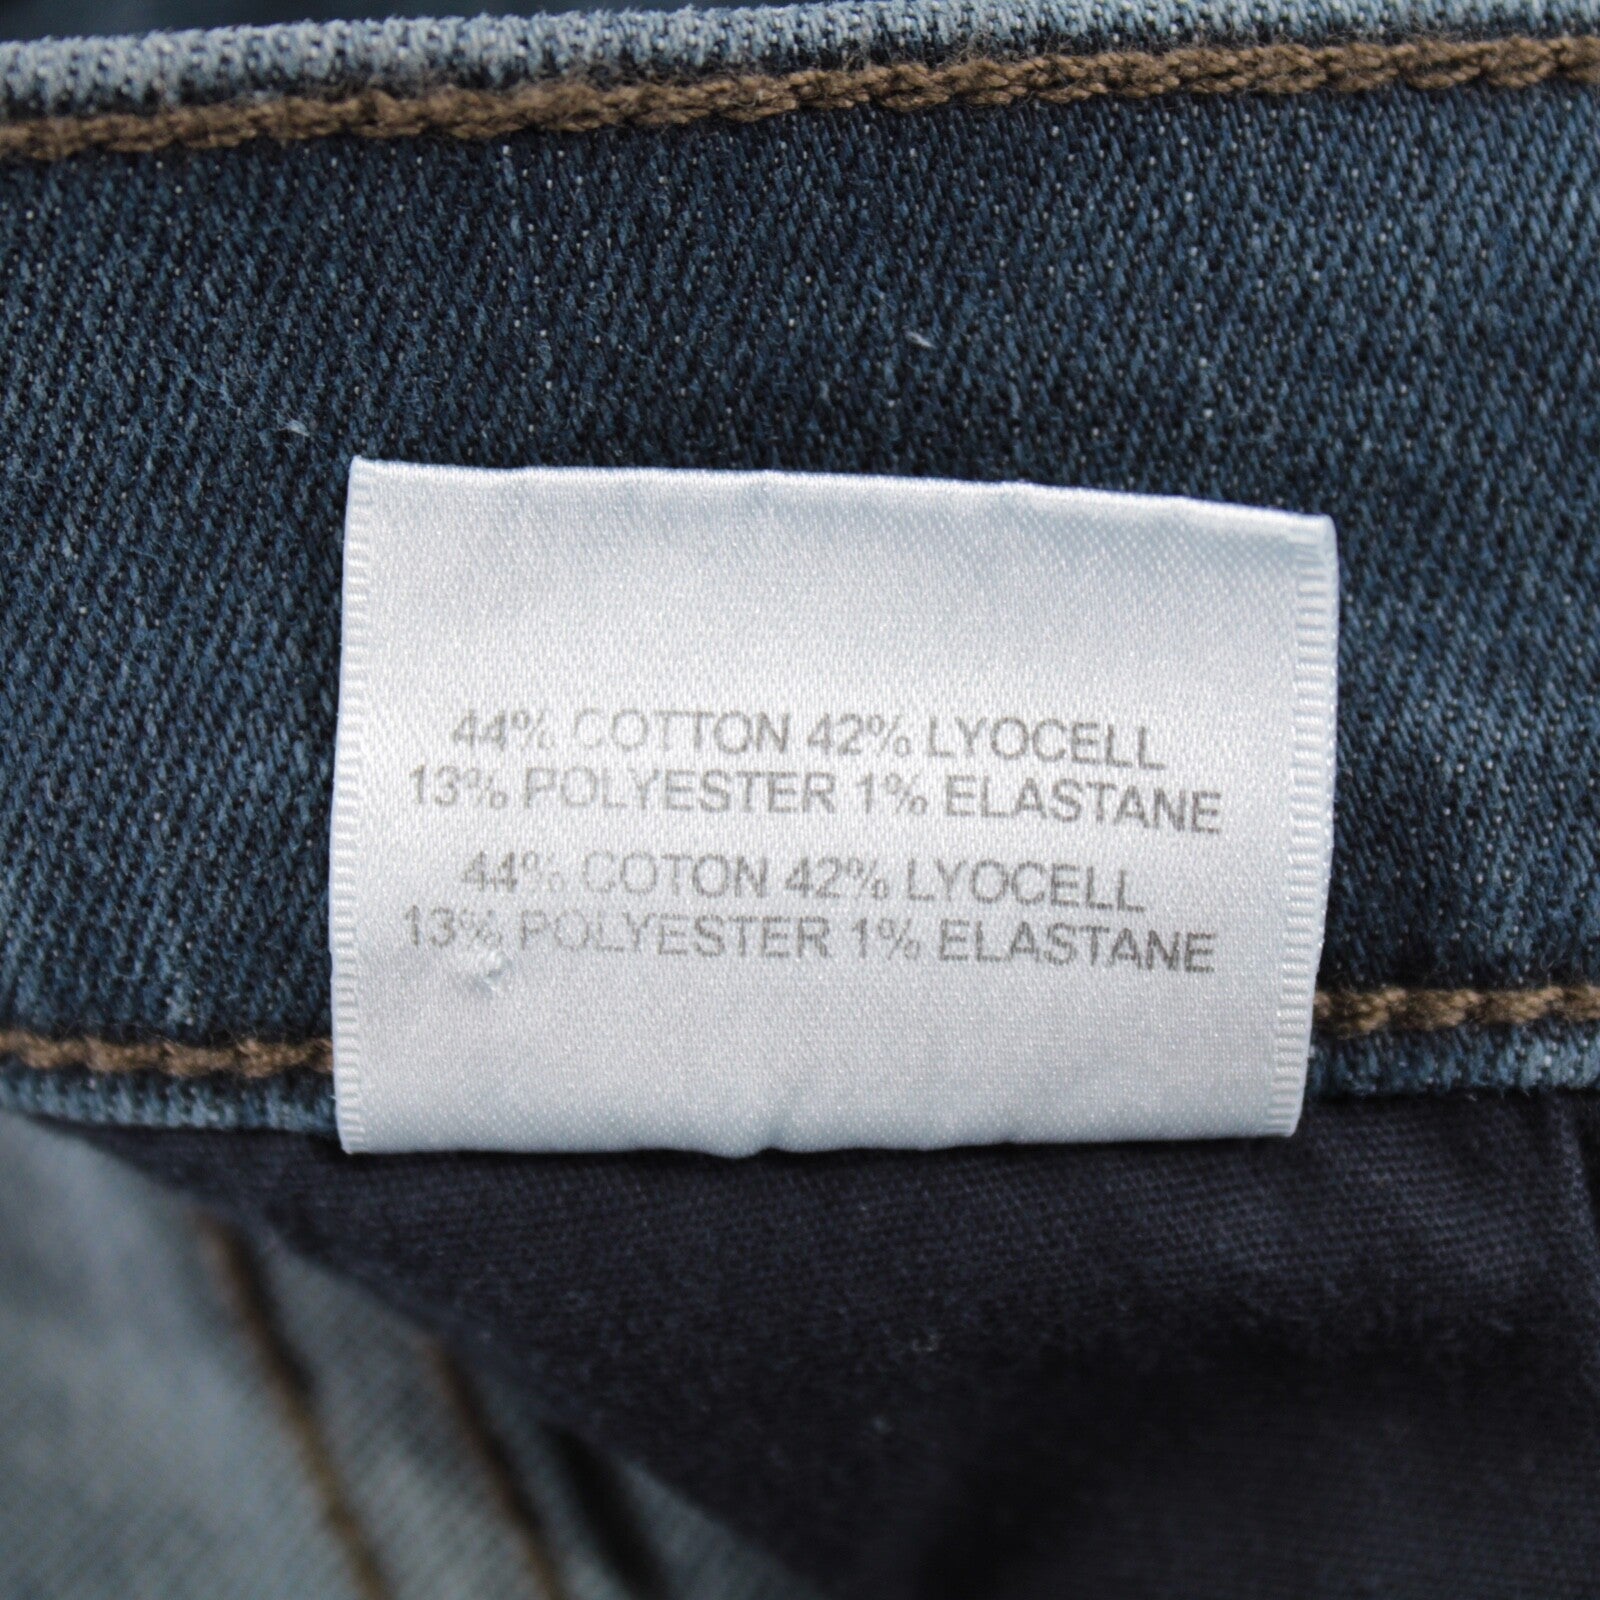 44% COTTON 42% LYOCELL
13% POLYESTER 1% ELASTANE
44% COTON 42% LYOCELL
13% POLYESTER 1% ELASTANE